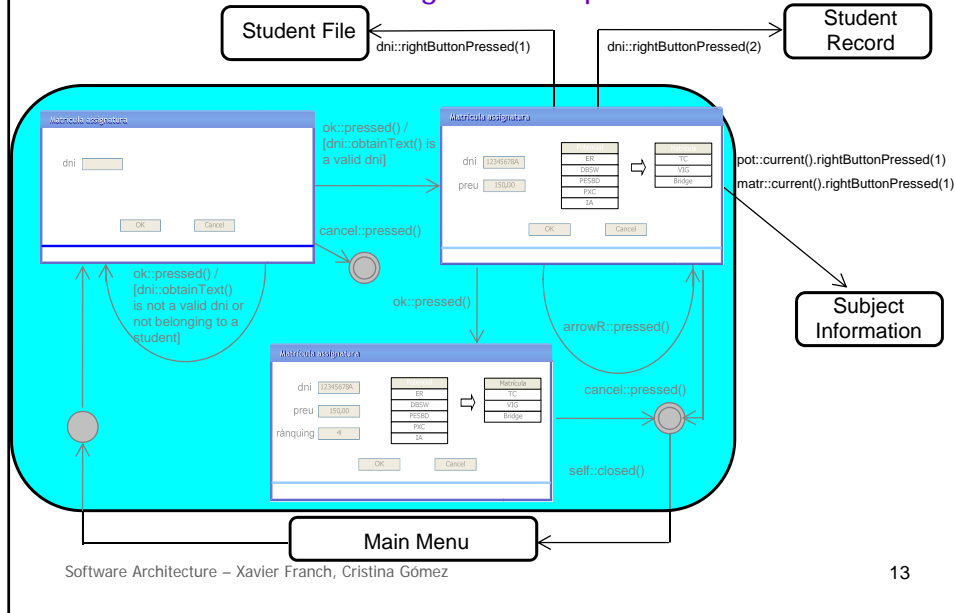 Student File
dni::rightButtonPressed(1)
dni::rightButtonPressed(2)
Student
Record
Matrícula assignatura
dni
OK
Cancel
ok::pressed() /
[dni::obtainText() is
a valid dni]
Matrícula assignatura
dni
12345678A
preu
150,00
ER
DBSW
PESBD
PXC
IA
Matrícula
TC
VIG
Bridge
OK
Cancel
pot::current().rightButtonPressed(1)
matr::current().rightButtonPressed(1)
cancel::pressed()
ok::pressed() /
[dni::obtainText()
is not a valid dni or
not belonging to a
student]
ok::pressed()
arrowR::pressed()
Subject
Information
Matrícula assignatura
dni
12345678A
preu
150,00
rànquing
4
ER
DBSW
PESBD
PXC
IA
Matrícula
TC
VIG
Bridge
OK
Cancel
cancel::pressed()
self::closed()
Main Menu
Software Architecture – Xavier Franch, Cristina Gómez
13